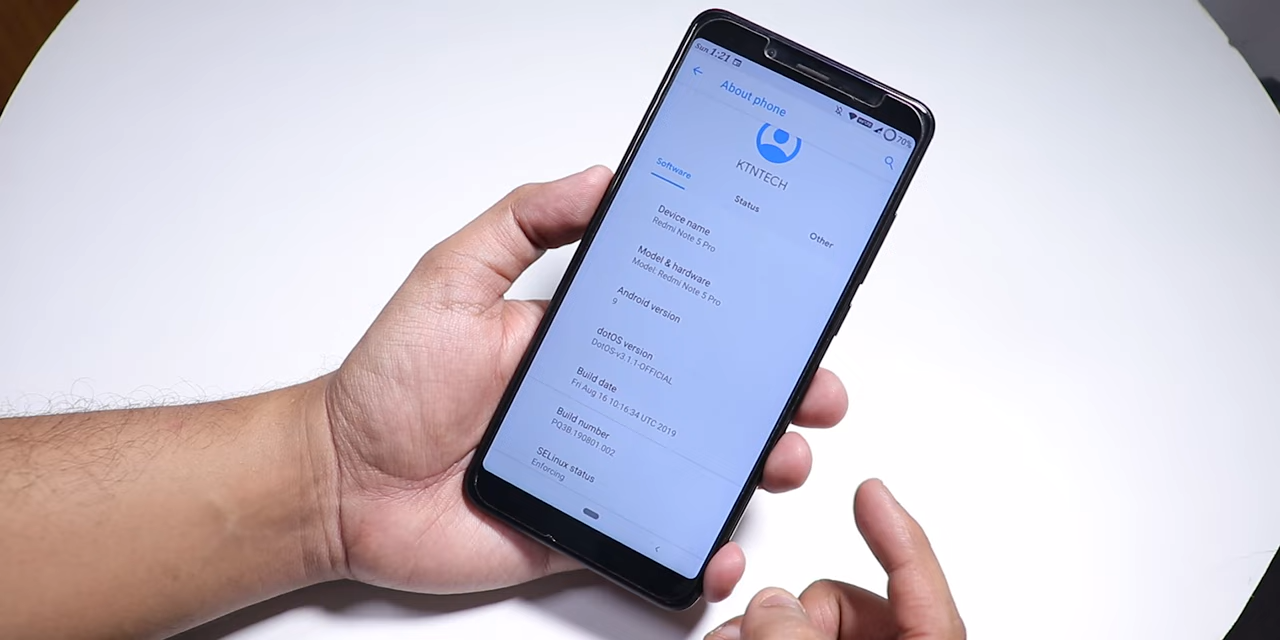 Sun 1:21
70%
About phone
KTNTECH
Software
Status
Other
Device name
Redmi Note 5 Pro
Model & hardware
Model: Redmi Note 5 Pro
Android version
9
dotOS version
DotOS-v3.1.1-OFFICIAL
Build date
Fri Aug 16 10:16:34 UTC 2019
Build number
PQ3B.190801.002
SELinux status
Enforcing